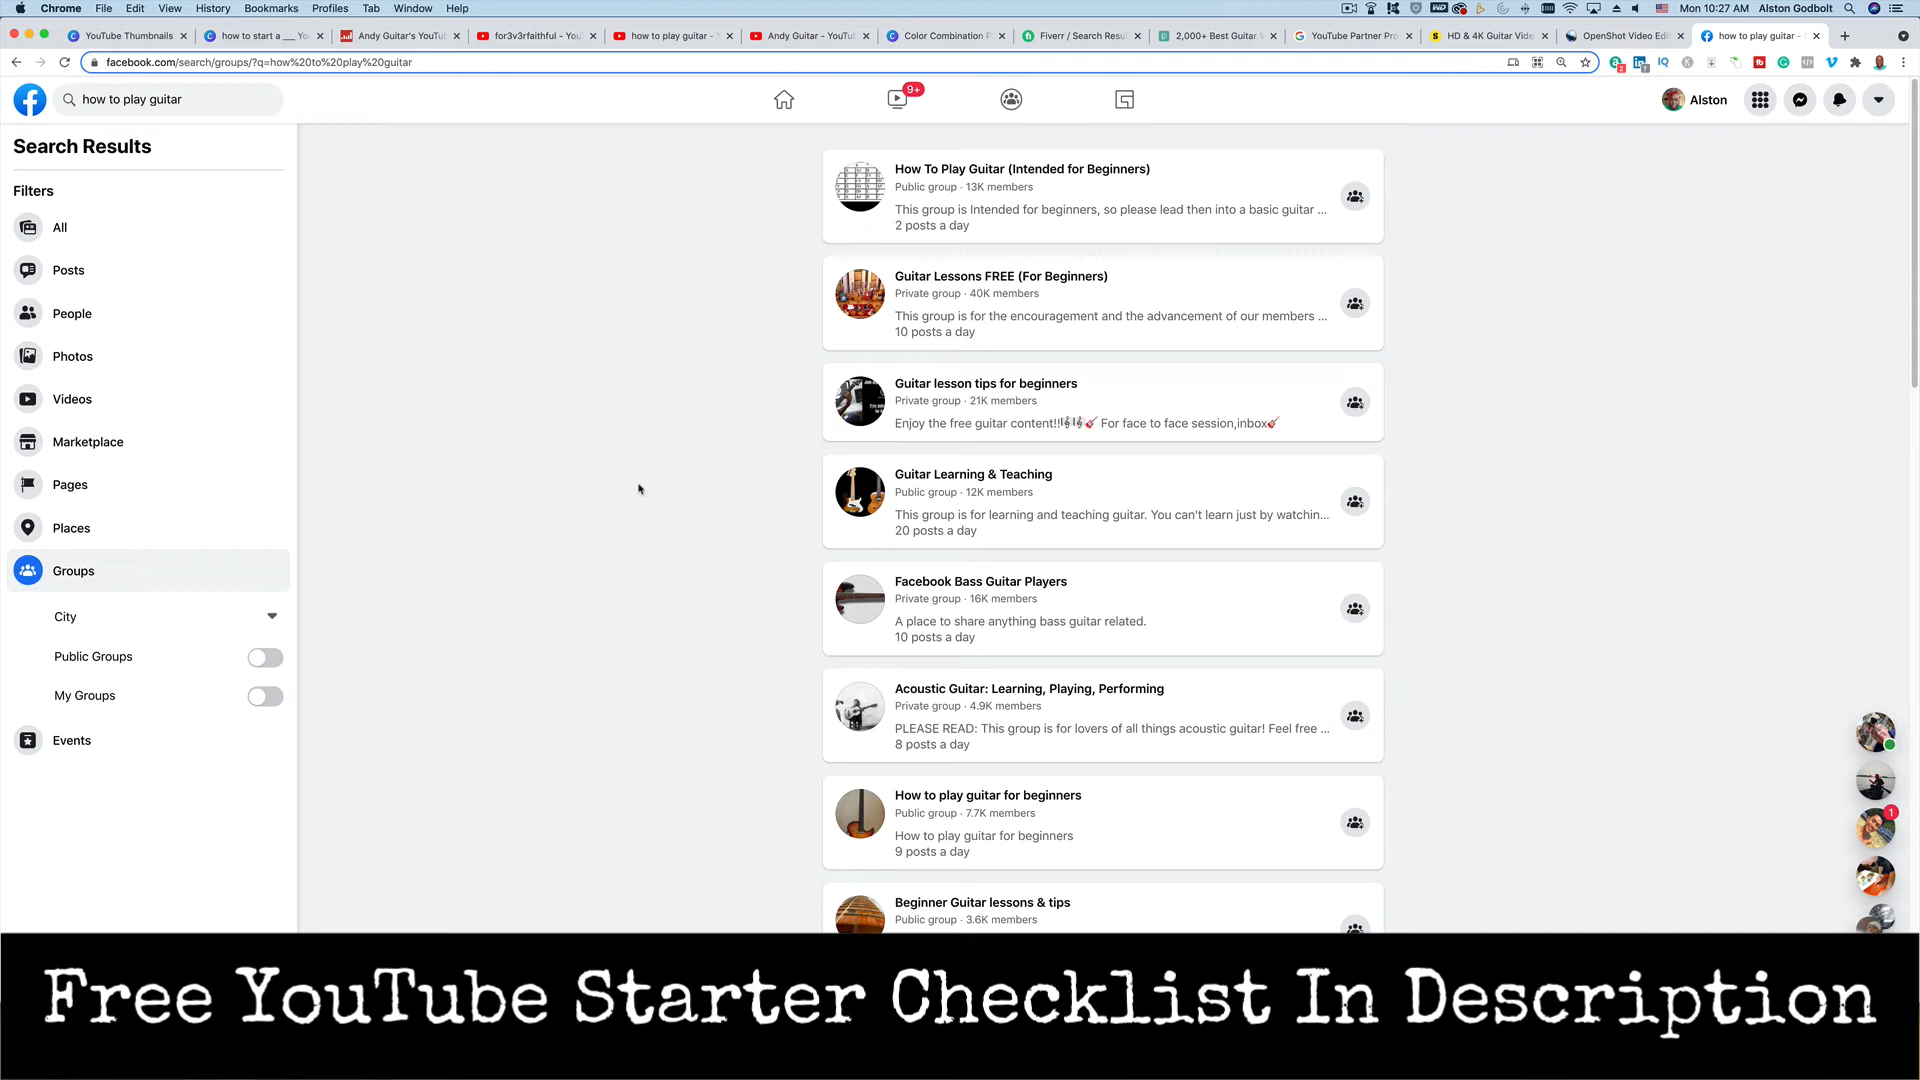 Chrome File Edit View History Bookmarks Profiles Tab Window Help Mon 10:27 AM Alston Godbolt
YouTube Thumbnails how to start a ___ Yo Andy Guitar's YouTu for3v3rfaithful - You how to play guitar - Andy Guitar - YouTu Color Combination P Fiverr / Search Resu 2,000+ Best Guitar YouTube Partner Pro HD & 4K Guitar Vide OpenShot Video Edi how to play guitar -
facebook.com/search/groups/?q=how%20to%20play%20guitar
how to play guitar
9+
Alston
Search Results
Filters
All
Posts
People
Photos
Videos
Marketplace
Pages
Places
Groups
City
Public Groups
My Groups
Events
How To Play Guitar (Intended for Beginners)
Public group · 13K members
This group is Intended for beginners, so please lead then into a basic guitar ...
2 posts a day
Guitar Lessons FREE (For Beginners)
Private group · 40K members
This group is for the encouragement and the advancement of our members ...
10 posts a day
Guitar lesson tips for beginners
Private group · 21K members
Enjoy the free guitar content!!🎼🎼🎸 For face to face session,inbox🎸
Guitar Learning & Teaching
Public group · 12K members
This group is for learning and teaching guitar. You can't learn just by watchin...
20 posts a day
Facebook Bass Guitar Players
Private group · 16K members
A place to share anything bass guitar related.
10 posts a day
Acoustic Guitar: Learning, Playing, Performing
Private group · 4.9K members
PLEASE READ: This group is for lovers of all things acoustic guitar! Feel free ...
8 posts a day
How to play guitar for beginners
Public group · 7.7K members
How to play guitar for beginners
9 posts a day
Beginner Guitar lessons & tips
Public group · 3.6K members
1
Free YouTube Starter Checklist In Description